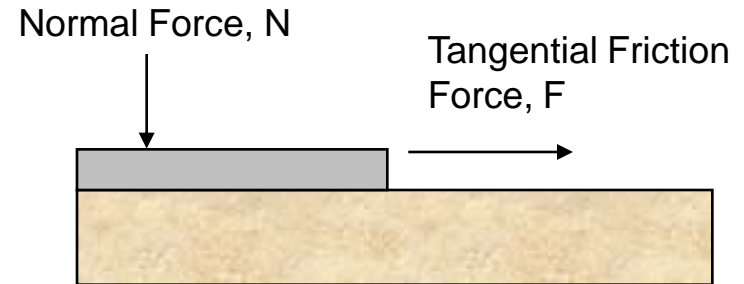 Normal Force, N
Tangential Friction
Force, F